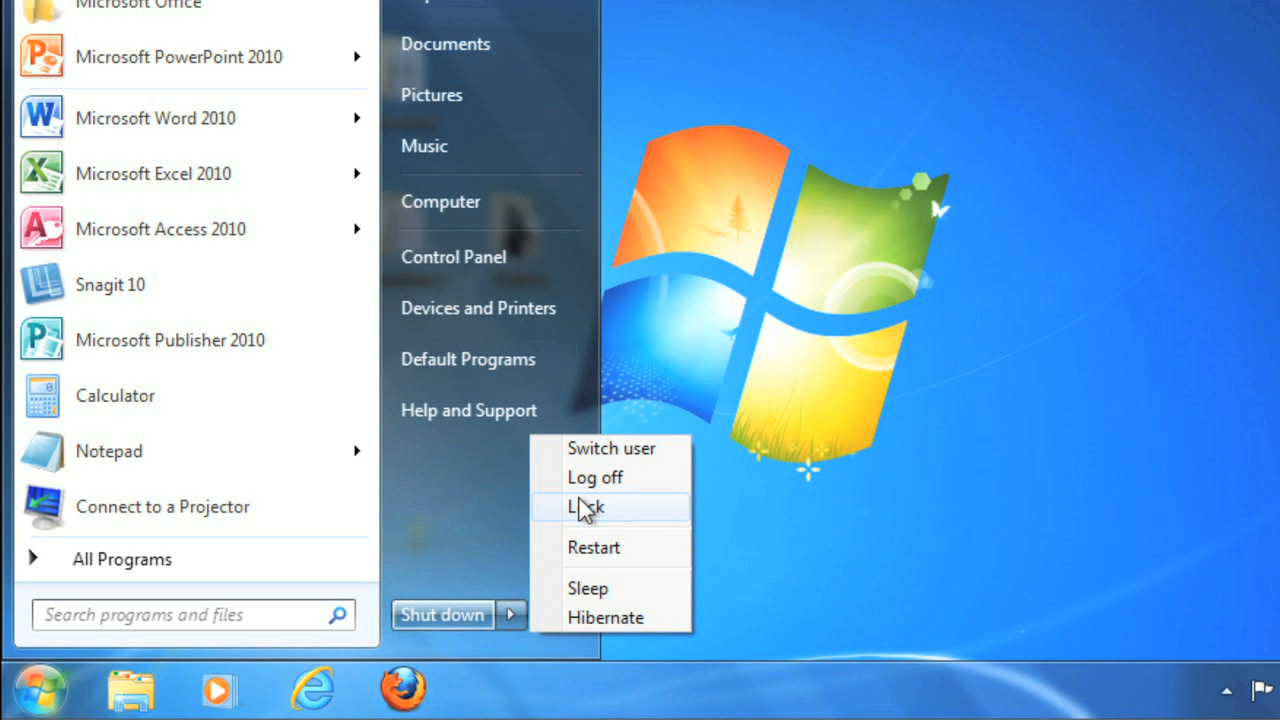 Microsoft Office
Microsoft PowerPoint 2010
Microsoft Word 2010
Microsoft Excel 2010
Microsoft Access 2010
Snagit 10
Microsoft Publisher 2010
Calculator
Notepad
Connect to a Projector
All Programs
Search programs and files
Documents
Pictures
Music
Computer
Control Panel
Devices and Printers
Default Programs
Help and Support
Shut down
Switch user
Log off
Lock
Restart
Sleep
Hibernate